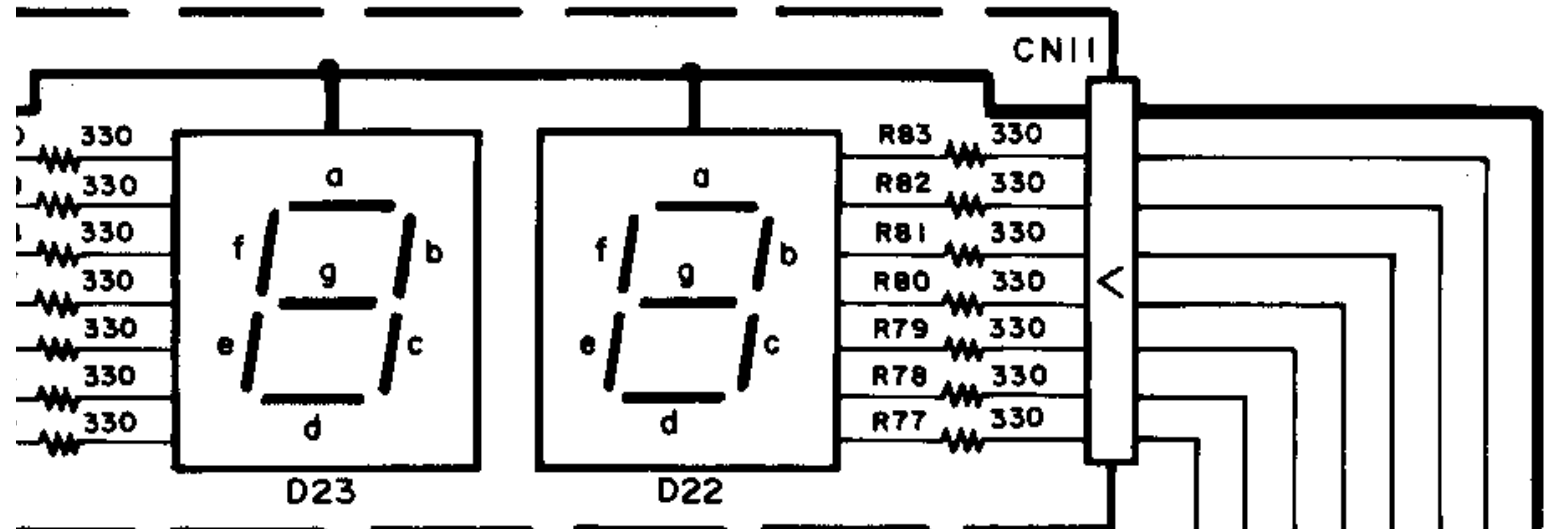 CN11
330 R83 330
a a
330 R82 330
f b f b
330 R81 330
g g
330 R80 330
e c e c
330 R79 330
330 R78 330
d d
330 R77 330
D23 D22